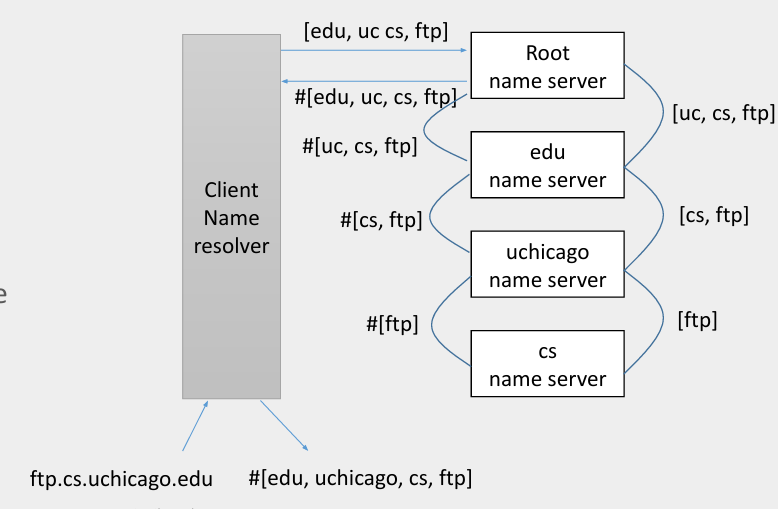 [edu, uc cs, ftp]
Root
name server
#[edu, uc, cs, ftp]
[uc, cs, ftp]
#[uc, cs, ftp]
edu
name server
Client
Name
resolver
#[cs, ftp]
[cs, ftp]
uchicago
name server
#[ftp]
[ftp]
cs
name server
e
ftp.cs.uchicago.edu
#[edu, uchicago, cs, ftp]